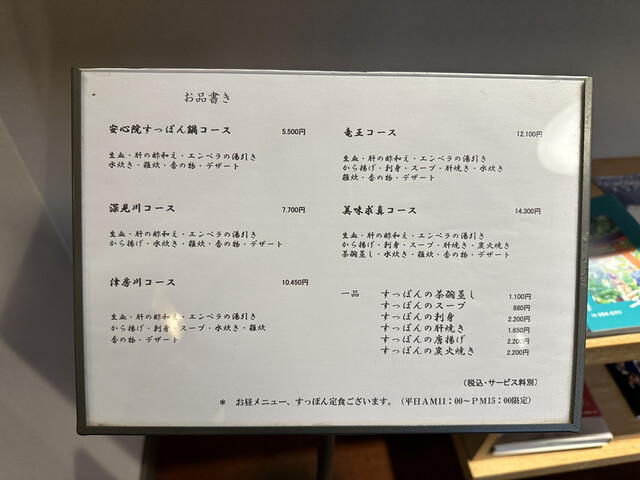 お品書き
安心院すっぽん鍋コース 5.500円
生血・肝の酢和え・エンペラの湯引き
水炊き・雑炊・香の物・デザート
深見川コース 7.700円
生血・肝の酢和え・エンペラの湯引き
から揚げ・水炊き・雑炊・香の物・デザート
津房川コース 10.450円
生血・肝の酢和え・エンペラの湯引き
から揚げ・利身・スープ・水炊き・雑炊
香の物・デザート
竜王コース 12.100円
生血・肝の酢和え・エンペラの湯引き
から揚げ・利身・スープ・肝焼き・水炊き
雑炊・香の物・デザート
美味求真コース 14.300円
生血・肝の酢和え・エンペラの湯引き
から揚げ・利身・スープ・肝焼き・炭火焼き
茶碗蒸し・水炊き・雑炊・香の物・デザート
一品 すっぽんの茶碗蒸し 1.100円
すっぽんのスープ 880円
すっぽんの利身 2.200円
すっぽんの肝焼き 1.650円
すっぽんの唐揚げ 2.200円
すっぽんの炭火焼き 2.200円
（税込・サービス料別）
＊ お昼メニュー、すっぽん定食ございます。（平日AM11：00～PM15：00限定）
in USA CITY